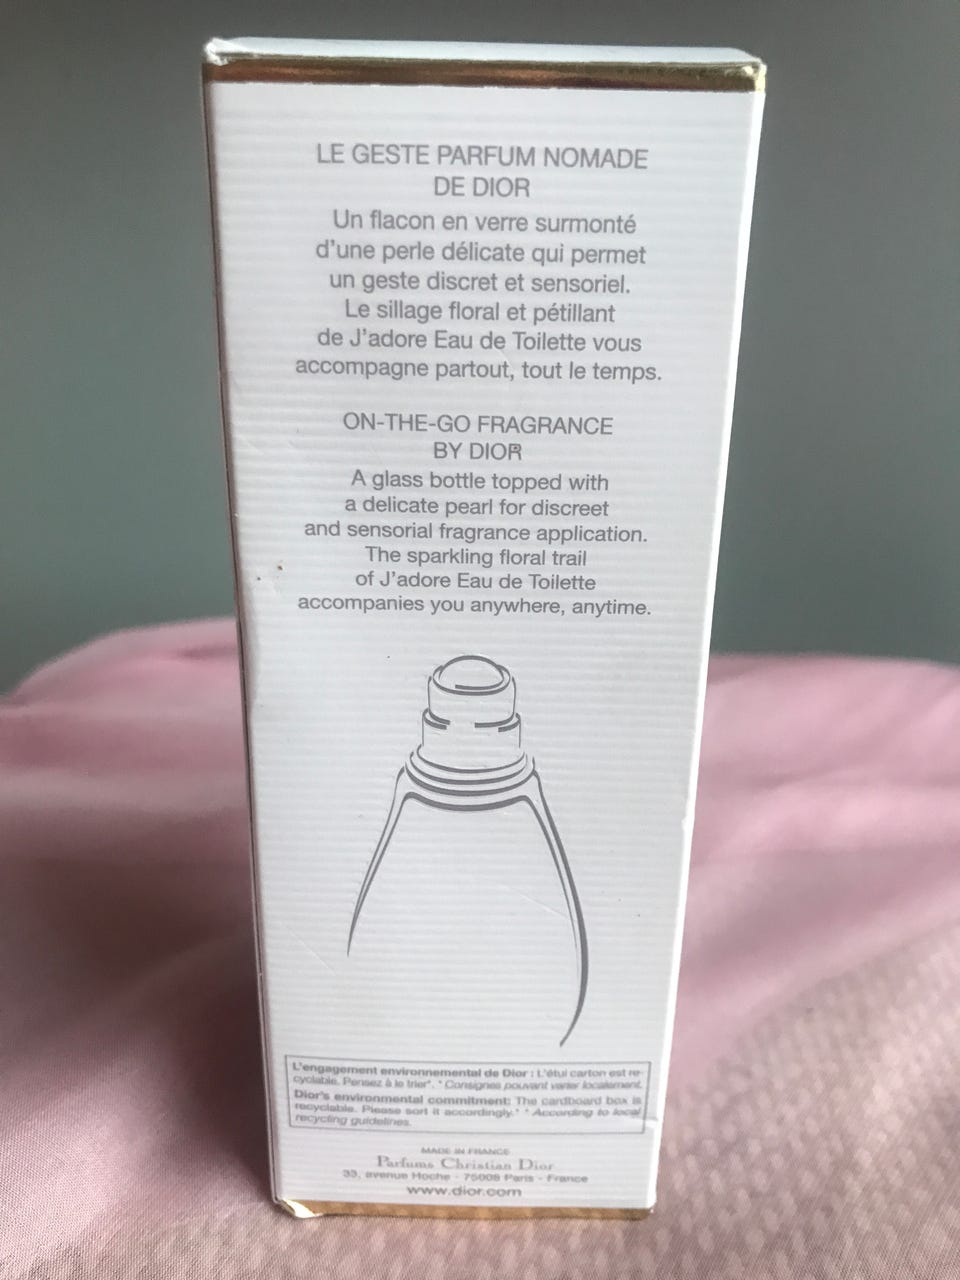 LE GESTE PARFUM NOMADE
DE DIOR
Un flacon en verre surmonté
d'une perle délicate qui permet
un geste discret et sensoriel.
Le sillage floral et pétillant
de J'adore Eau de Toilette vous
accompagne partout, tout le temps.
ON-THE-GO FRAGRANCE
BY DIOR
A glass bottle topped with
a delicate pearl for discreet
and sensorial fragrance application.
The sparkling floral trail
of J'adore Eau de Toilette
accompanies you anywhere, anytime.
L'engagement environnemental de Dior : L'étui carton est re-
cyclable. Pensez à le trier*. * Consignes pouvant varier localement.
Dior's environmental commitment: The cardboard box is
recyclable. Please sort it accordingly.* * According to local
recycling guidelines.
MADE IN FRANCE
Parfums Christian Dior
33, avenue Hoche - 75008 Paris - France
www.dior.com